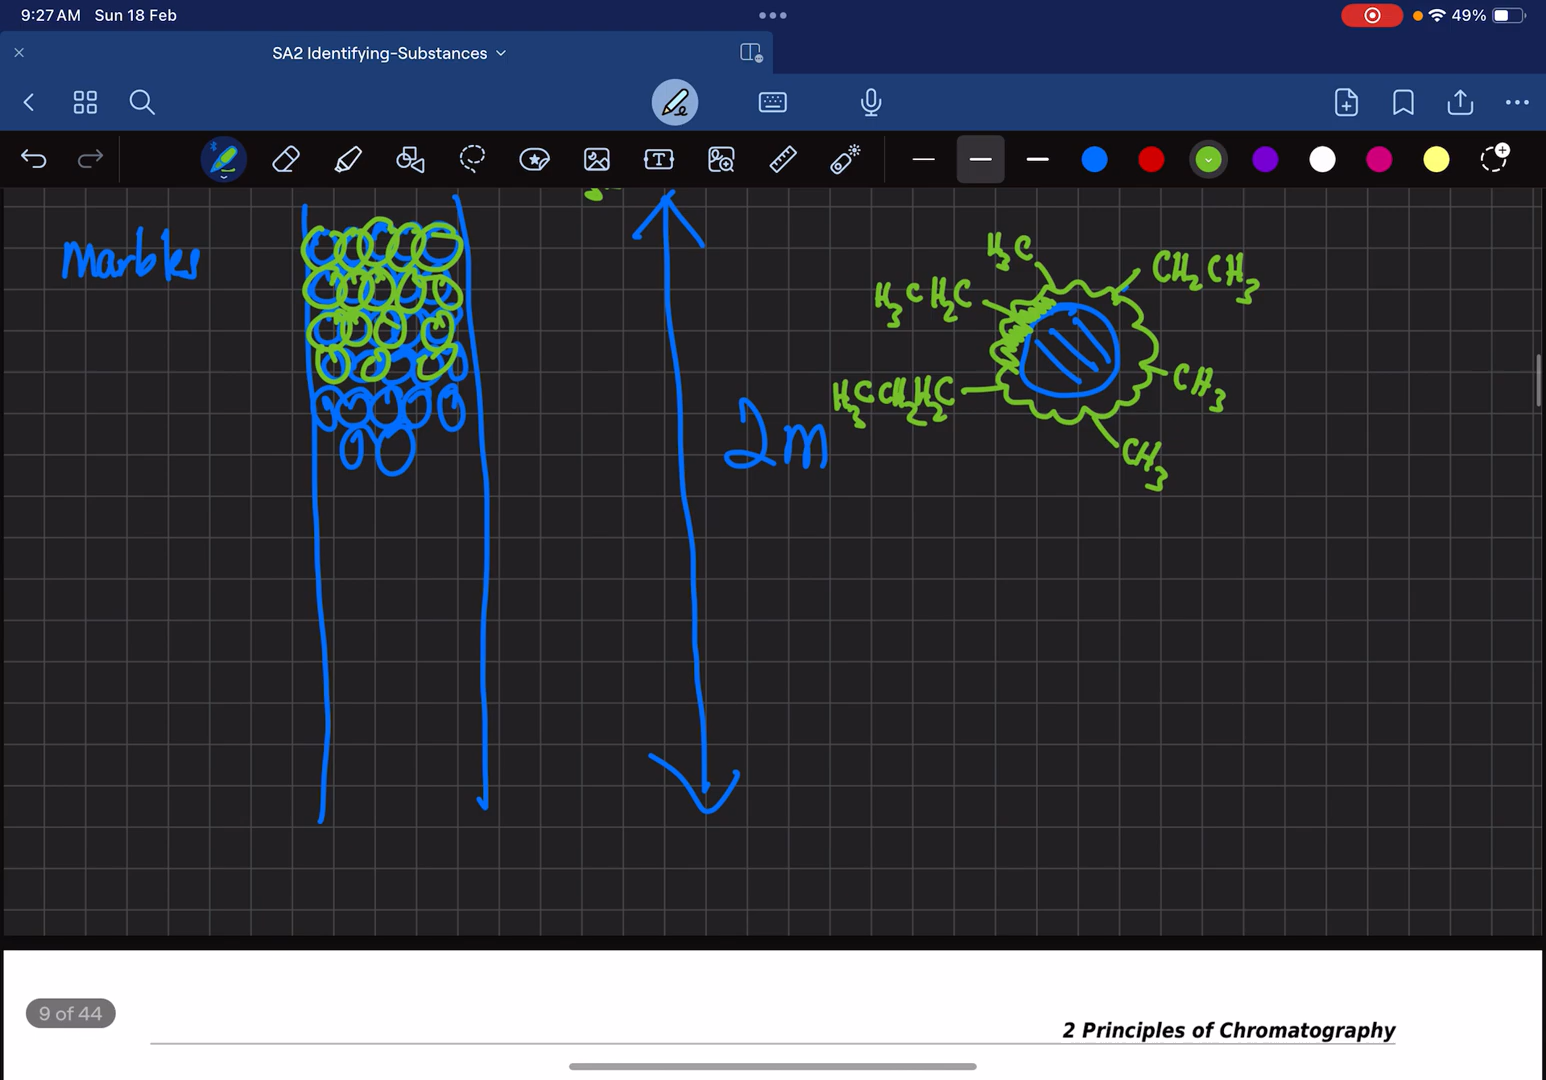 9:27 AM Sun 18 Feb
49%
SA2 Identifying-Substances
T
Marbles
H₃C
CH₂CH₃
H₃CH₂C
H₃CCH₂H₂C
CH₃
CH₃
2m
9 of 44
2 Principles of Chromatography